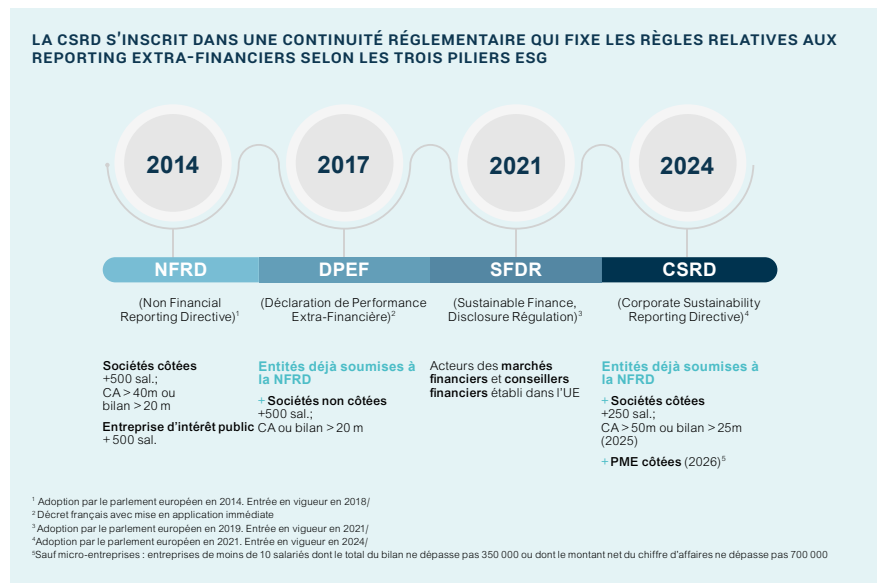 LA CSRD S'INSCRIT DANS UNE CONTINUITÉ RÉGLEMENTAIRE QUI FIXE LES RÈGLES RELATIVES AUX
REPORTING EXTRA-FINANCIERS SELON LES TROIS PILIERS ESG
2014
2017
2021
2024
NFRD
DPEF
SFDR
CSRD
(Non Financial
Reporting Directive)¹
(Déclaration de Performance
Extra-Financière)²
(Sustainable Finance,
Disclosure Régulation)³
(Corporate Sustainability
Reporting Directive)⁴
Sociétés côtées
+500 sal.;
CA > 40m ou
bilan > 20 m
Entreprise d'intérêt public
+ 500 sal.
Entités déjà soumises à
la NFRD
+ Sociétés non côtées
+500 sal.;
CA ou bilan > 20 m
Acteurs des marchés
financiers et conseillers
financiers établi dans l'UE
Entités déjà soumises à
la NFRD
+ Sociétés côtées
+250 sal.;
CA > 50m ou bilan > 25m
(2025)
+ PME côtées (2026)⁵
¹ Adoption par le parlement européen en 2014. Entrée en vigueur en 2018/
² Décret français avec mise en application immédiate
³ Adoption par le parlement européen en 2019. Entrée en vigueur en 2021/
⁴Adoption par le parlement européen en 2021. Entrée en vigueur en 2024/
⁵Sauf micro-entreprises : entreprises de moins de 10 salariés dont le total du bilan ne dépasse pas 350 000 ou dont le montant net du chiffre d'affaires ne dépasse pas 700 000